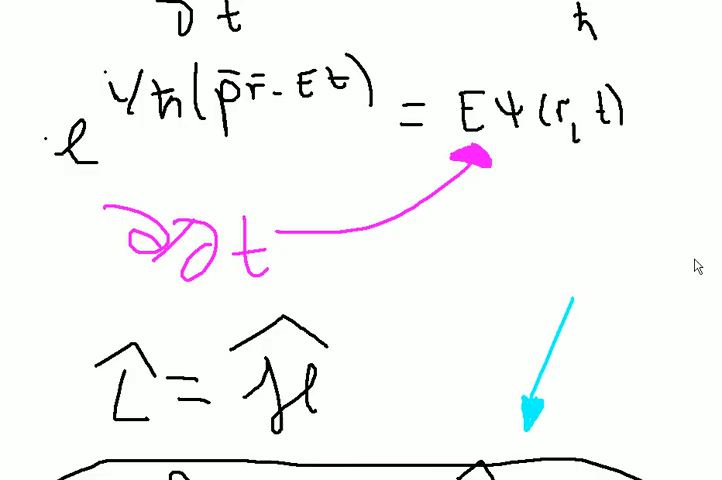 ∂ t ħ
e^{i/ħ(p̄r̄ - Et)} = EΨ(r, t)
∂/∂t
L̂ = Ĥ